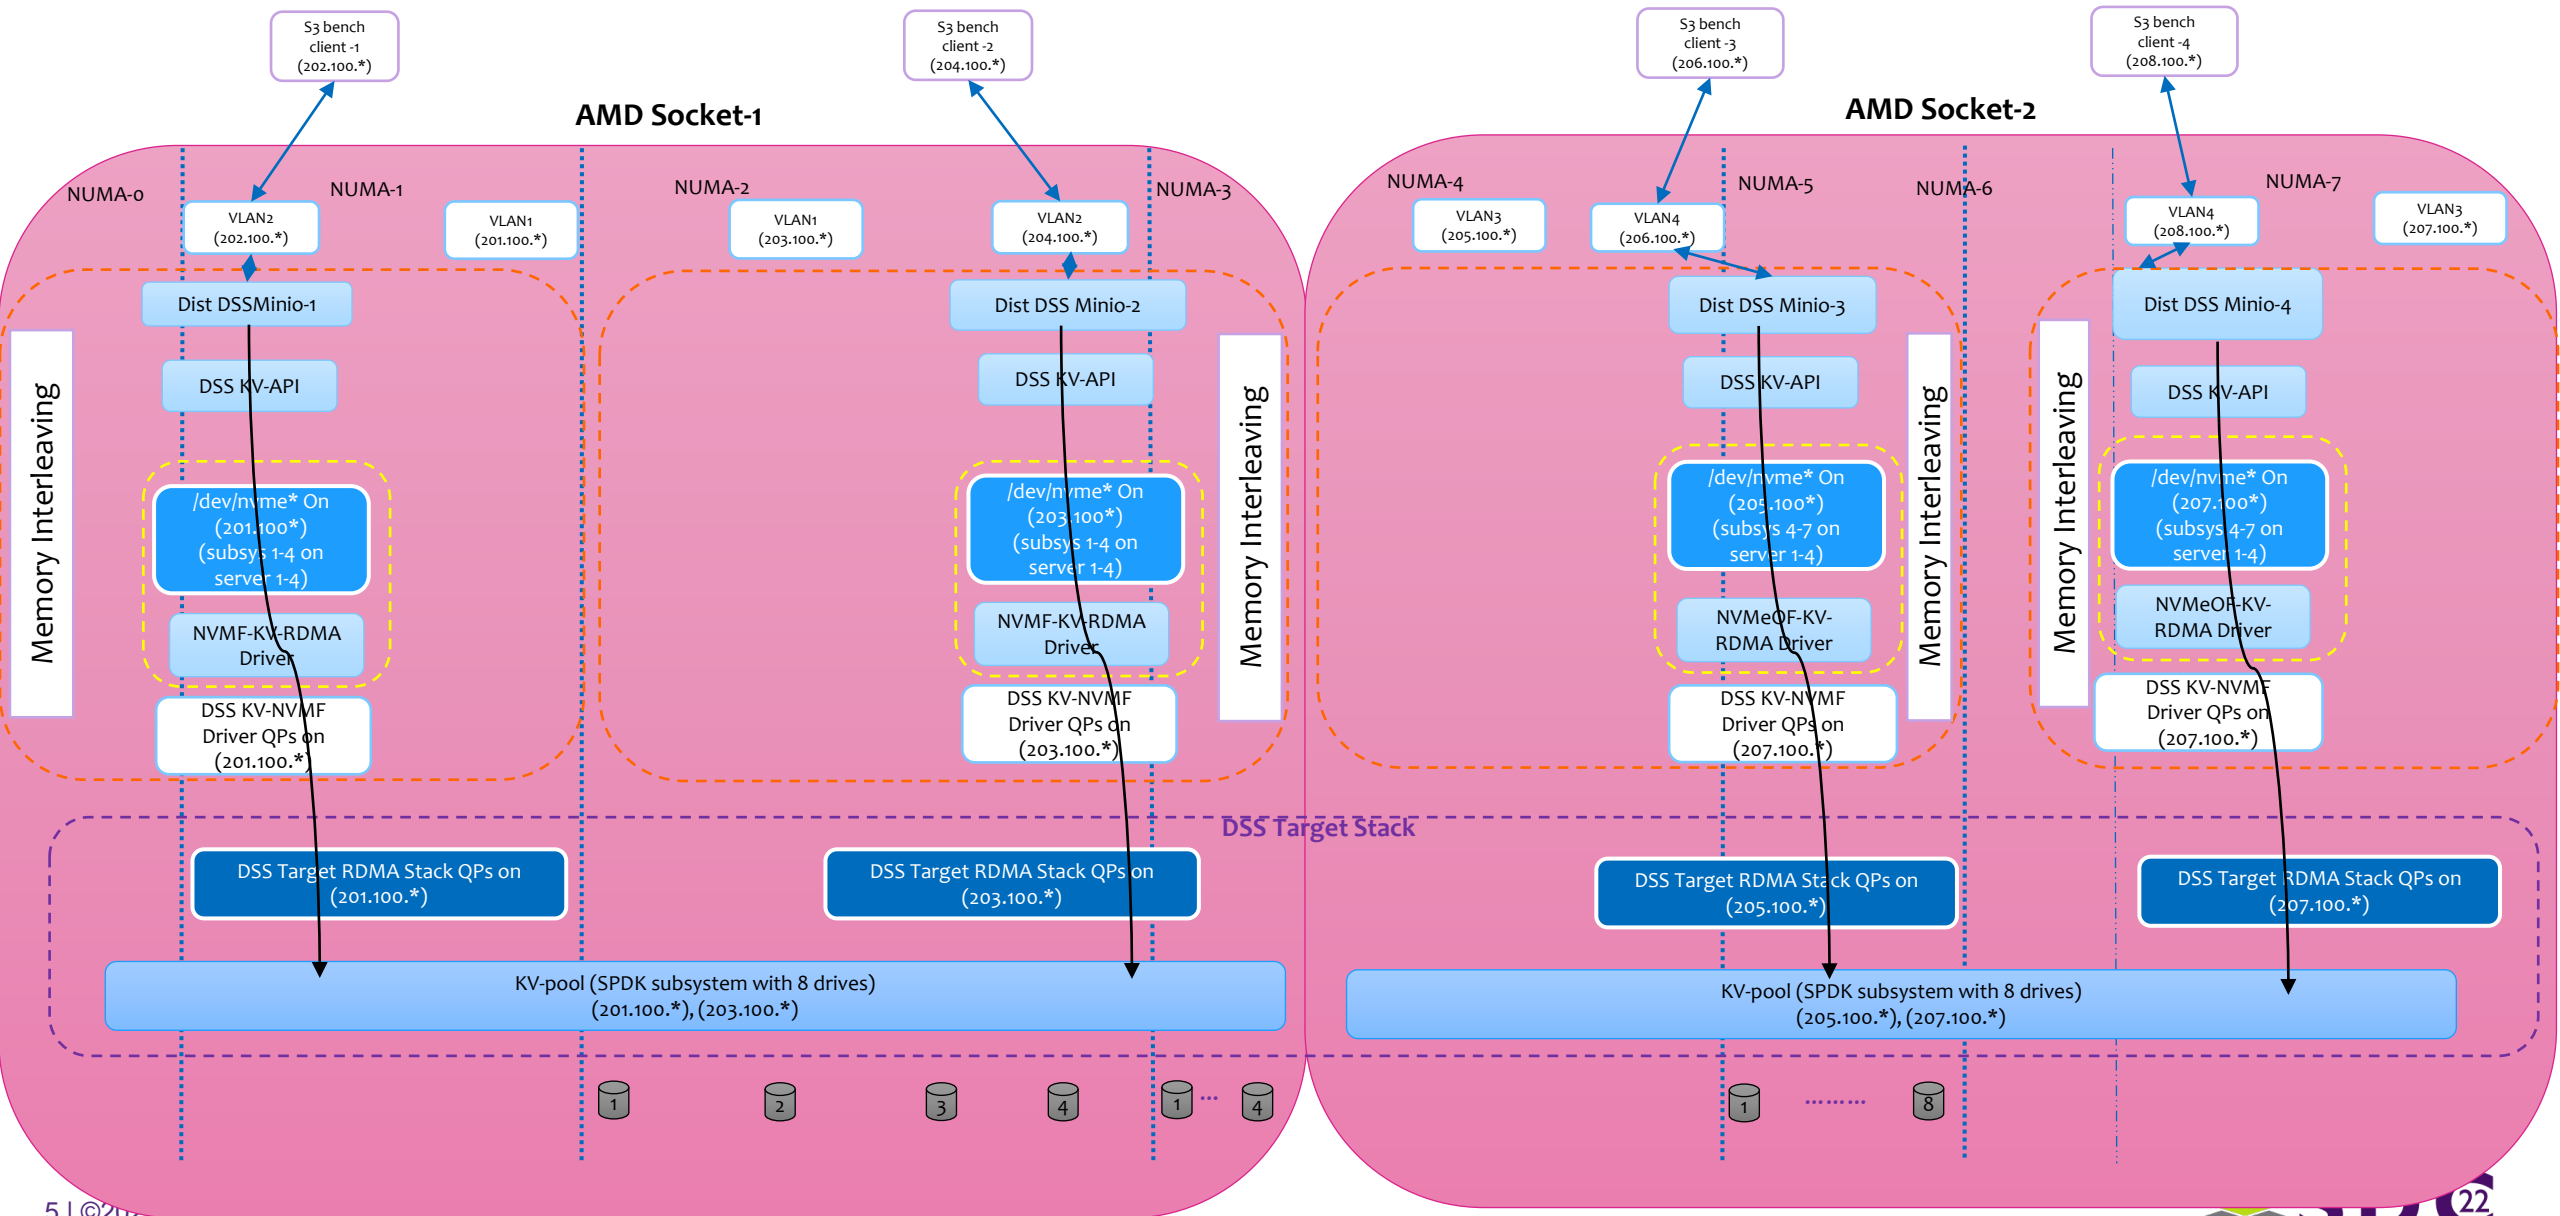 S3 bench
client -1
(202.100.*)
S3 bench
client -2
(204.100.*)
S3 bench
client -3
(206.100.*)
S3 bench
client -4
(208.100.*)
AMD Socket-1
AMD Socket-2
NUMA-0
NUMA-1
NUMA-2
NUMA-3
NUMA-4
NUMA-5
NUMA-6
NUMA-7
VLAN2
(202.100.*)
VLAN1
(201.100.*)
VLAN1
(203.100.*)
VLAN2
(204.100.*)
VLAN3
(205.100.*)
VLAN4
(206.100.*)
VLAN4
(208.100.*)
VLAN3
(207.100.*)
Memory Interleaving
Dist DSSMinio-1
DSS KV-API
/dev/nvme* On
(201.100*)
(subsys 1-4 on
server 1-4)
NVMF-KV-RDMA
Driver
DSS KV-NVMF
Driver QPs on
(201.100.*)
Dist DSS Minio-2
DSS KV-API
/dev/nvme* On
(203.100*)
(subsys 1-4 on
server 1-4)
NVMF-KV-RDMA
Driver
DSS KV-NVMF
Driver QPs on
(203.100.*)
Memory Interleaving
Dist DSS Minio-3
DSS KV-API
/dev/nvme* On
(205.100*)
(subsys 4-7 on
server 1-4)
NVMeOF-KV-
RDMA Driver
DSS KV-NVMF
Driver QPs on
(207.100.*)
Memory Interleaving
Memory Interleaving
Dist DSS Minio-4
DSS KV-API
/dev/nvme* On
(207.100*)
(subsys 4-7 on
server 1-4)
NVMeOF-KV-
RDMA Driver
DSS KV-NVMF
Driver QPs on
(207.100.*)
DSS Target Stack
DSS Target RDMA Stack QPs on
(201.100.*)
DSS Target RDMA Stack QPs on
(203.100.*)
DSS Target RDMA Stack QPs on
(205.100.*)
DSS Target RDMA Stack QPs on
(207.100.*)
KV-pool (SPDK subsystem with 8 drives)
(201.100.*), (203.100.*)
KV-pool (SPDK subsystem with 8 drives)
(205.100.*), (207.100.*)
1
2
3
4
1 ... 4
1 ......... 8
5 | ©
22